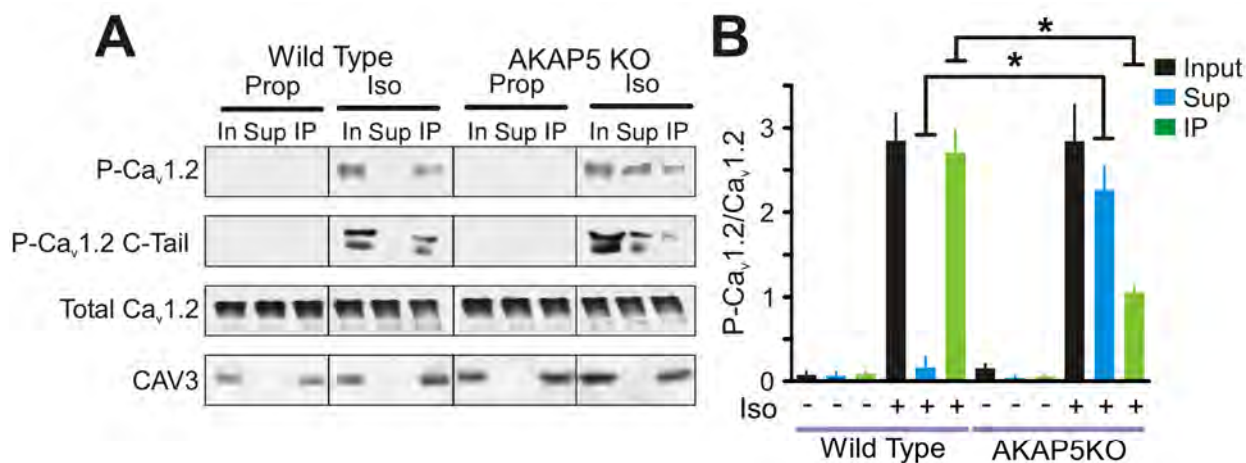 A
Wild Type AKAP5 KO
Prop Iso Prop Iso
In Sup IP In Sup IP In Sup IP In Sup IP
P-Caᵥ1.2
P-Caᵥ1.2 C-Tail
Total Caᵥ1.2
CAV3
B
* 
*
Input
Sup
IP
P-Caᵥ1.2/Caᵥ1.2
3
2
1
0
Iso - - - + + + - - - + + +
Wild Type AKAP5KO